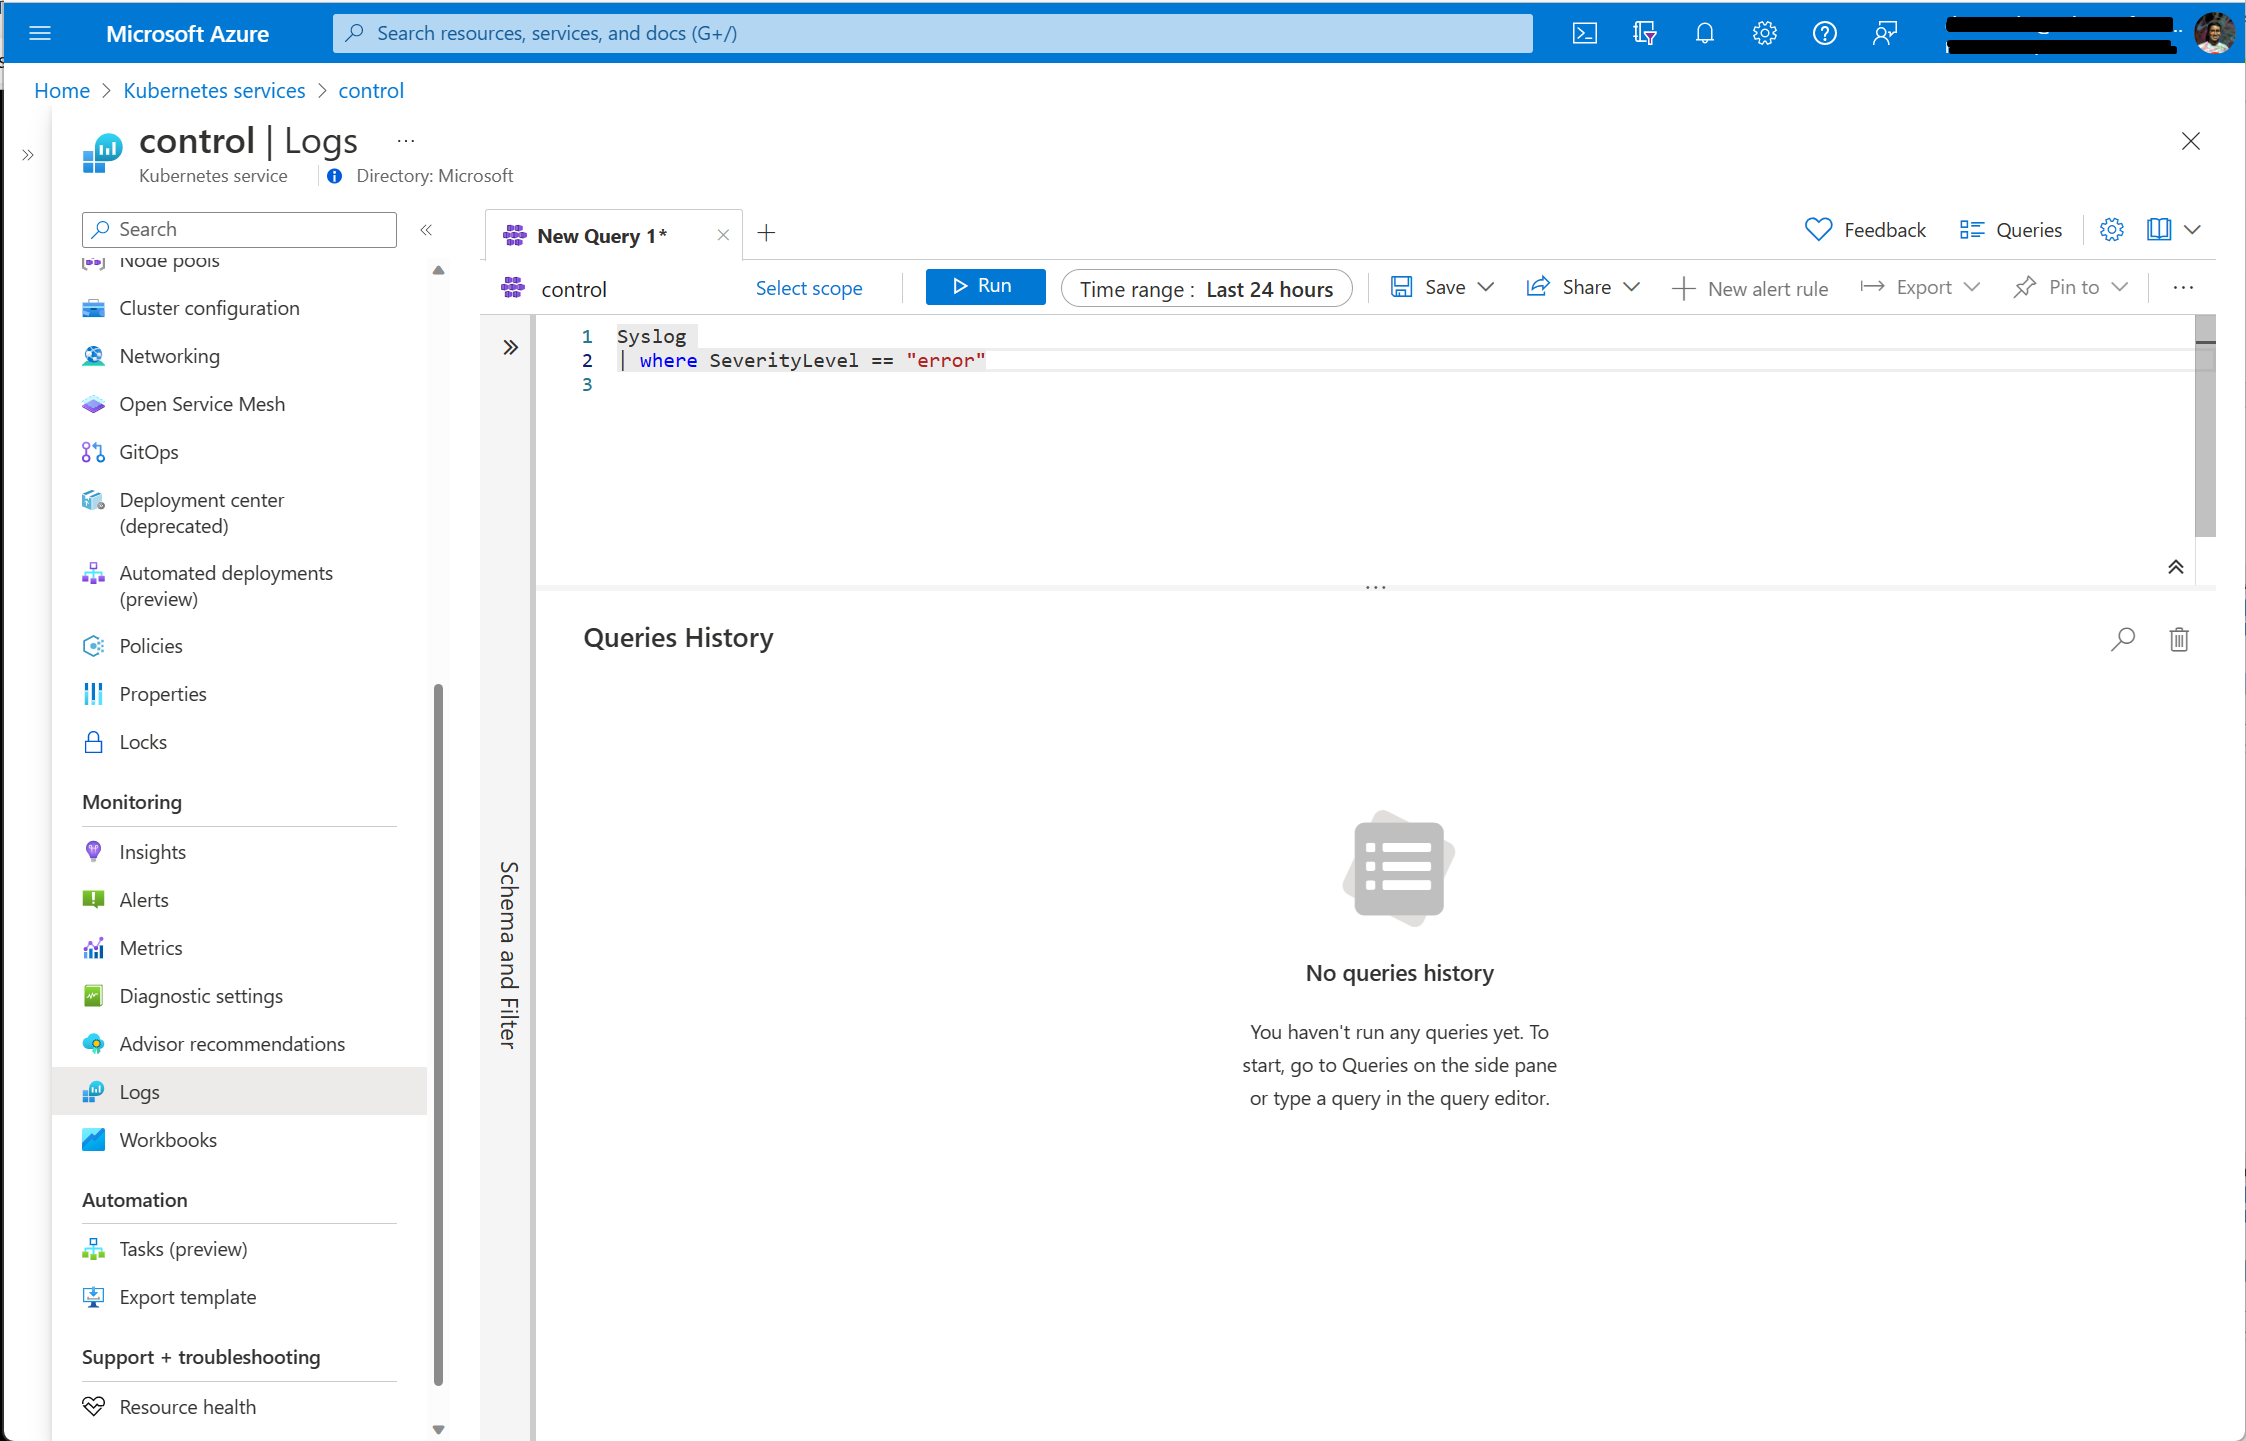 Microsoft Azure
Search resources, services, and docs (G+/)
Home > Kubernetes services > control
control | Logs ...
Kubernetes service
Directory: Microsoft
Search
Node pools
Cluster configuration
Networking
Open Service Mesh
GitOps
Deployment center
(deprecated)
Automated deployments
(preview)
Policies
Properties
Locks
Monitoring
Insights
Alerts
Metrics
Diagnostic settings
Advisor recommendations
Logs
Workbooks
Automation
Tasks (preview)
Export template
Support + troubleshooting
Resource health
New Query 1*
Feedback
Queries
control
Select scope
Run
Time range : Last 24 hours
Save
Share
New alert rule
Export
Pin to
...
Schema and Filter
1 Syslog
2 | where SeverityLevel == "error"
3
...
Queries History
No queries history
You haven't run any queries yet. To
start, go to Queries on the side pane
or type a query in the query editor.